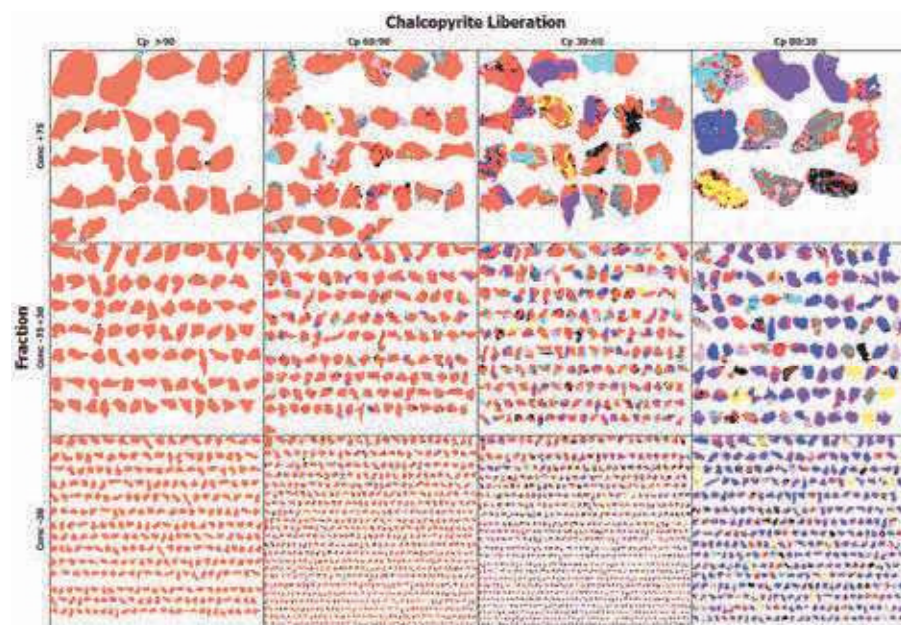 Chalcopyrite Liberation
Cp >90
Cp 60:90
Cp 30:60
Cp 00:30
Fraction
Conc +75
Conc -75 +38
Conc -38